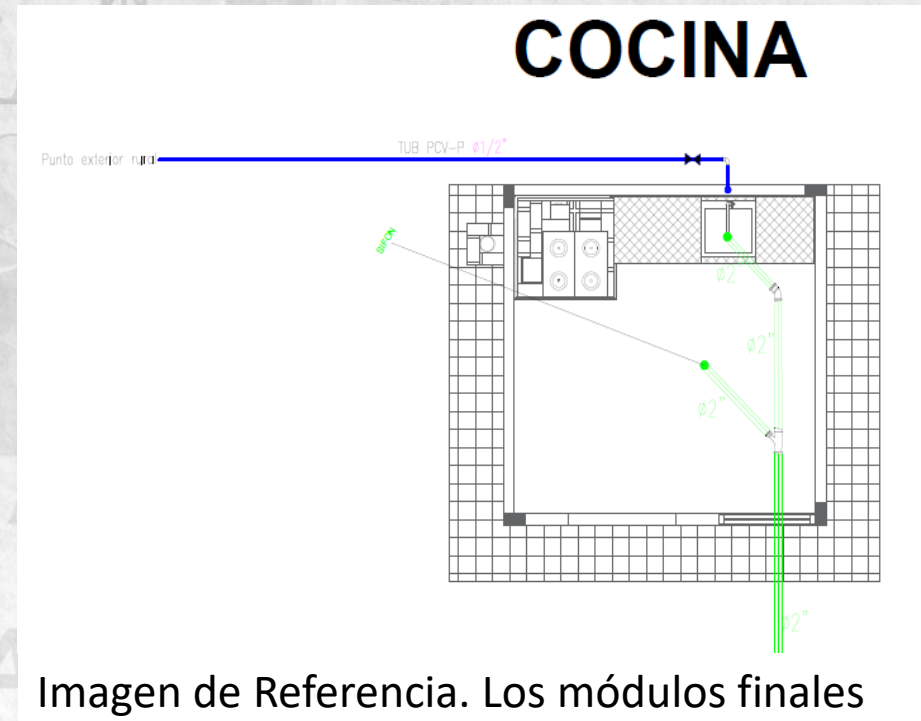 COCINA
TUB PCV-P ø1/2"
Punto exterior rural
SIFON
ø2
ø2"
ø2"
ø2"
Imagen de Referencia. Los módulos finales